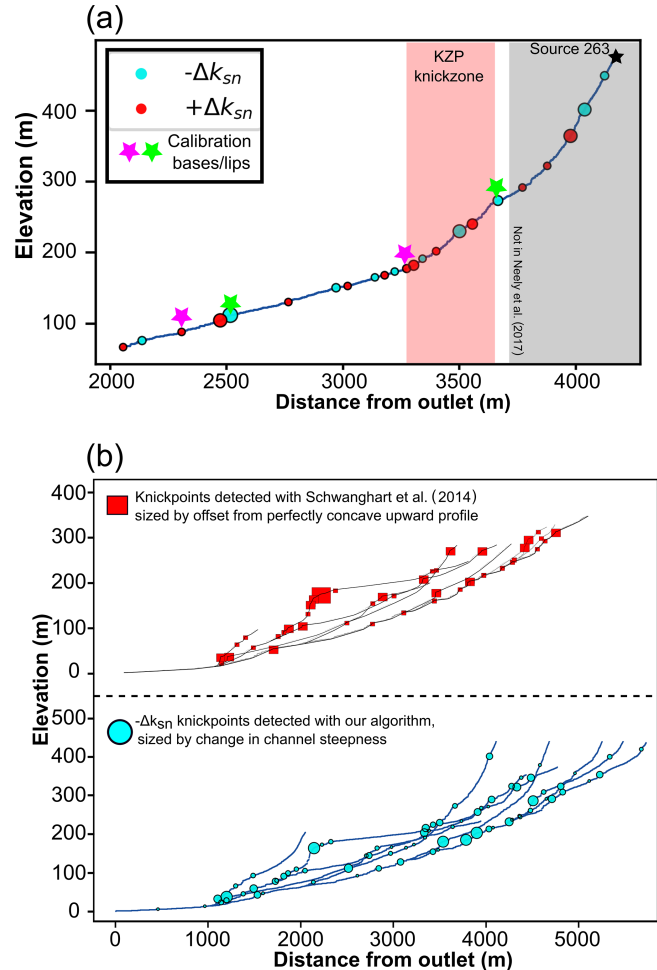 (a)
-Δksn
+Δksn
Calibration
bases/lips
KZP
knickzone
Source 263
Not in Neely et al. (2017)
Elevation (m)
400
300
200
100
2000
2500
3000
3500
4000
Distance from outlet (m)
(b)
Knickpoints detected with Schwanghart et al. (2014)
sized by offset from perfectly concave upward profile
400
300
200
100
0
Elevation (m)
-Δksn knickpoints detected with our algorithm,
sized by change in channel steepness
500
400
300
200
100
0
0
1000
2000
3000
4000
5000
Distance from outlet (m)